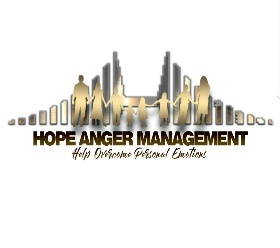 HOPE ANGER MANAGEMENT
Help Overcome Personal Emotions